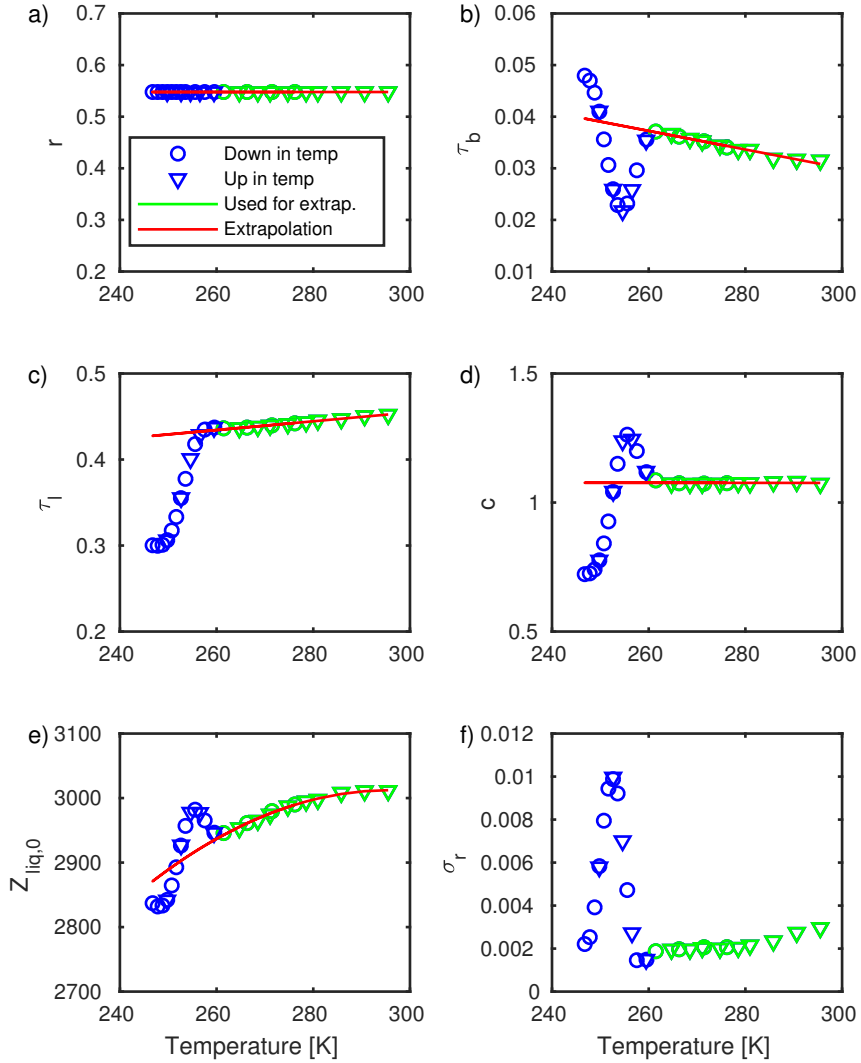 a)
0.7
0.6
0.5
0.4
0.3
0.2
r
Down in temp
Up in temp
Used for extrap.
Extrapolation
240 260 280 300
b)
0.06
0.05
0.04
0.03
0.02
0.01
τb
240 260 280 300
c)
0.5
0.4
0.3
0.2
τl
240 260 280 300
d)
1.5
1
0.5
c
240 260 280 300
e)
3100
3000
2900
2800
2700
Zliq,0
240 260 280 300
Temperature [K]
f)
0.012
0.01
0.008
0.006
0.004
0.002
0
σr
240 260 280 300
Temperature [K]